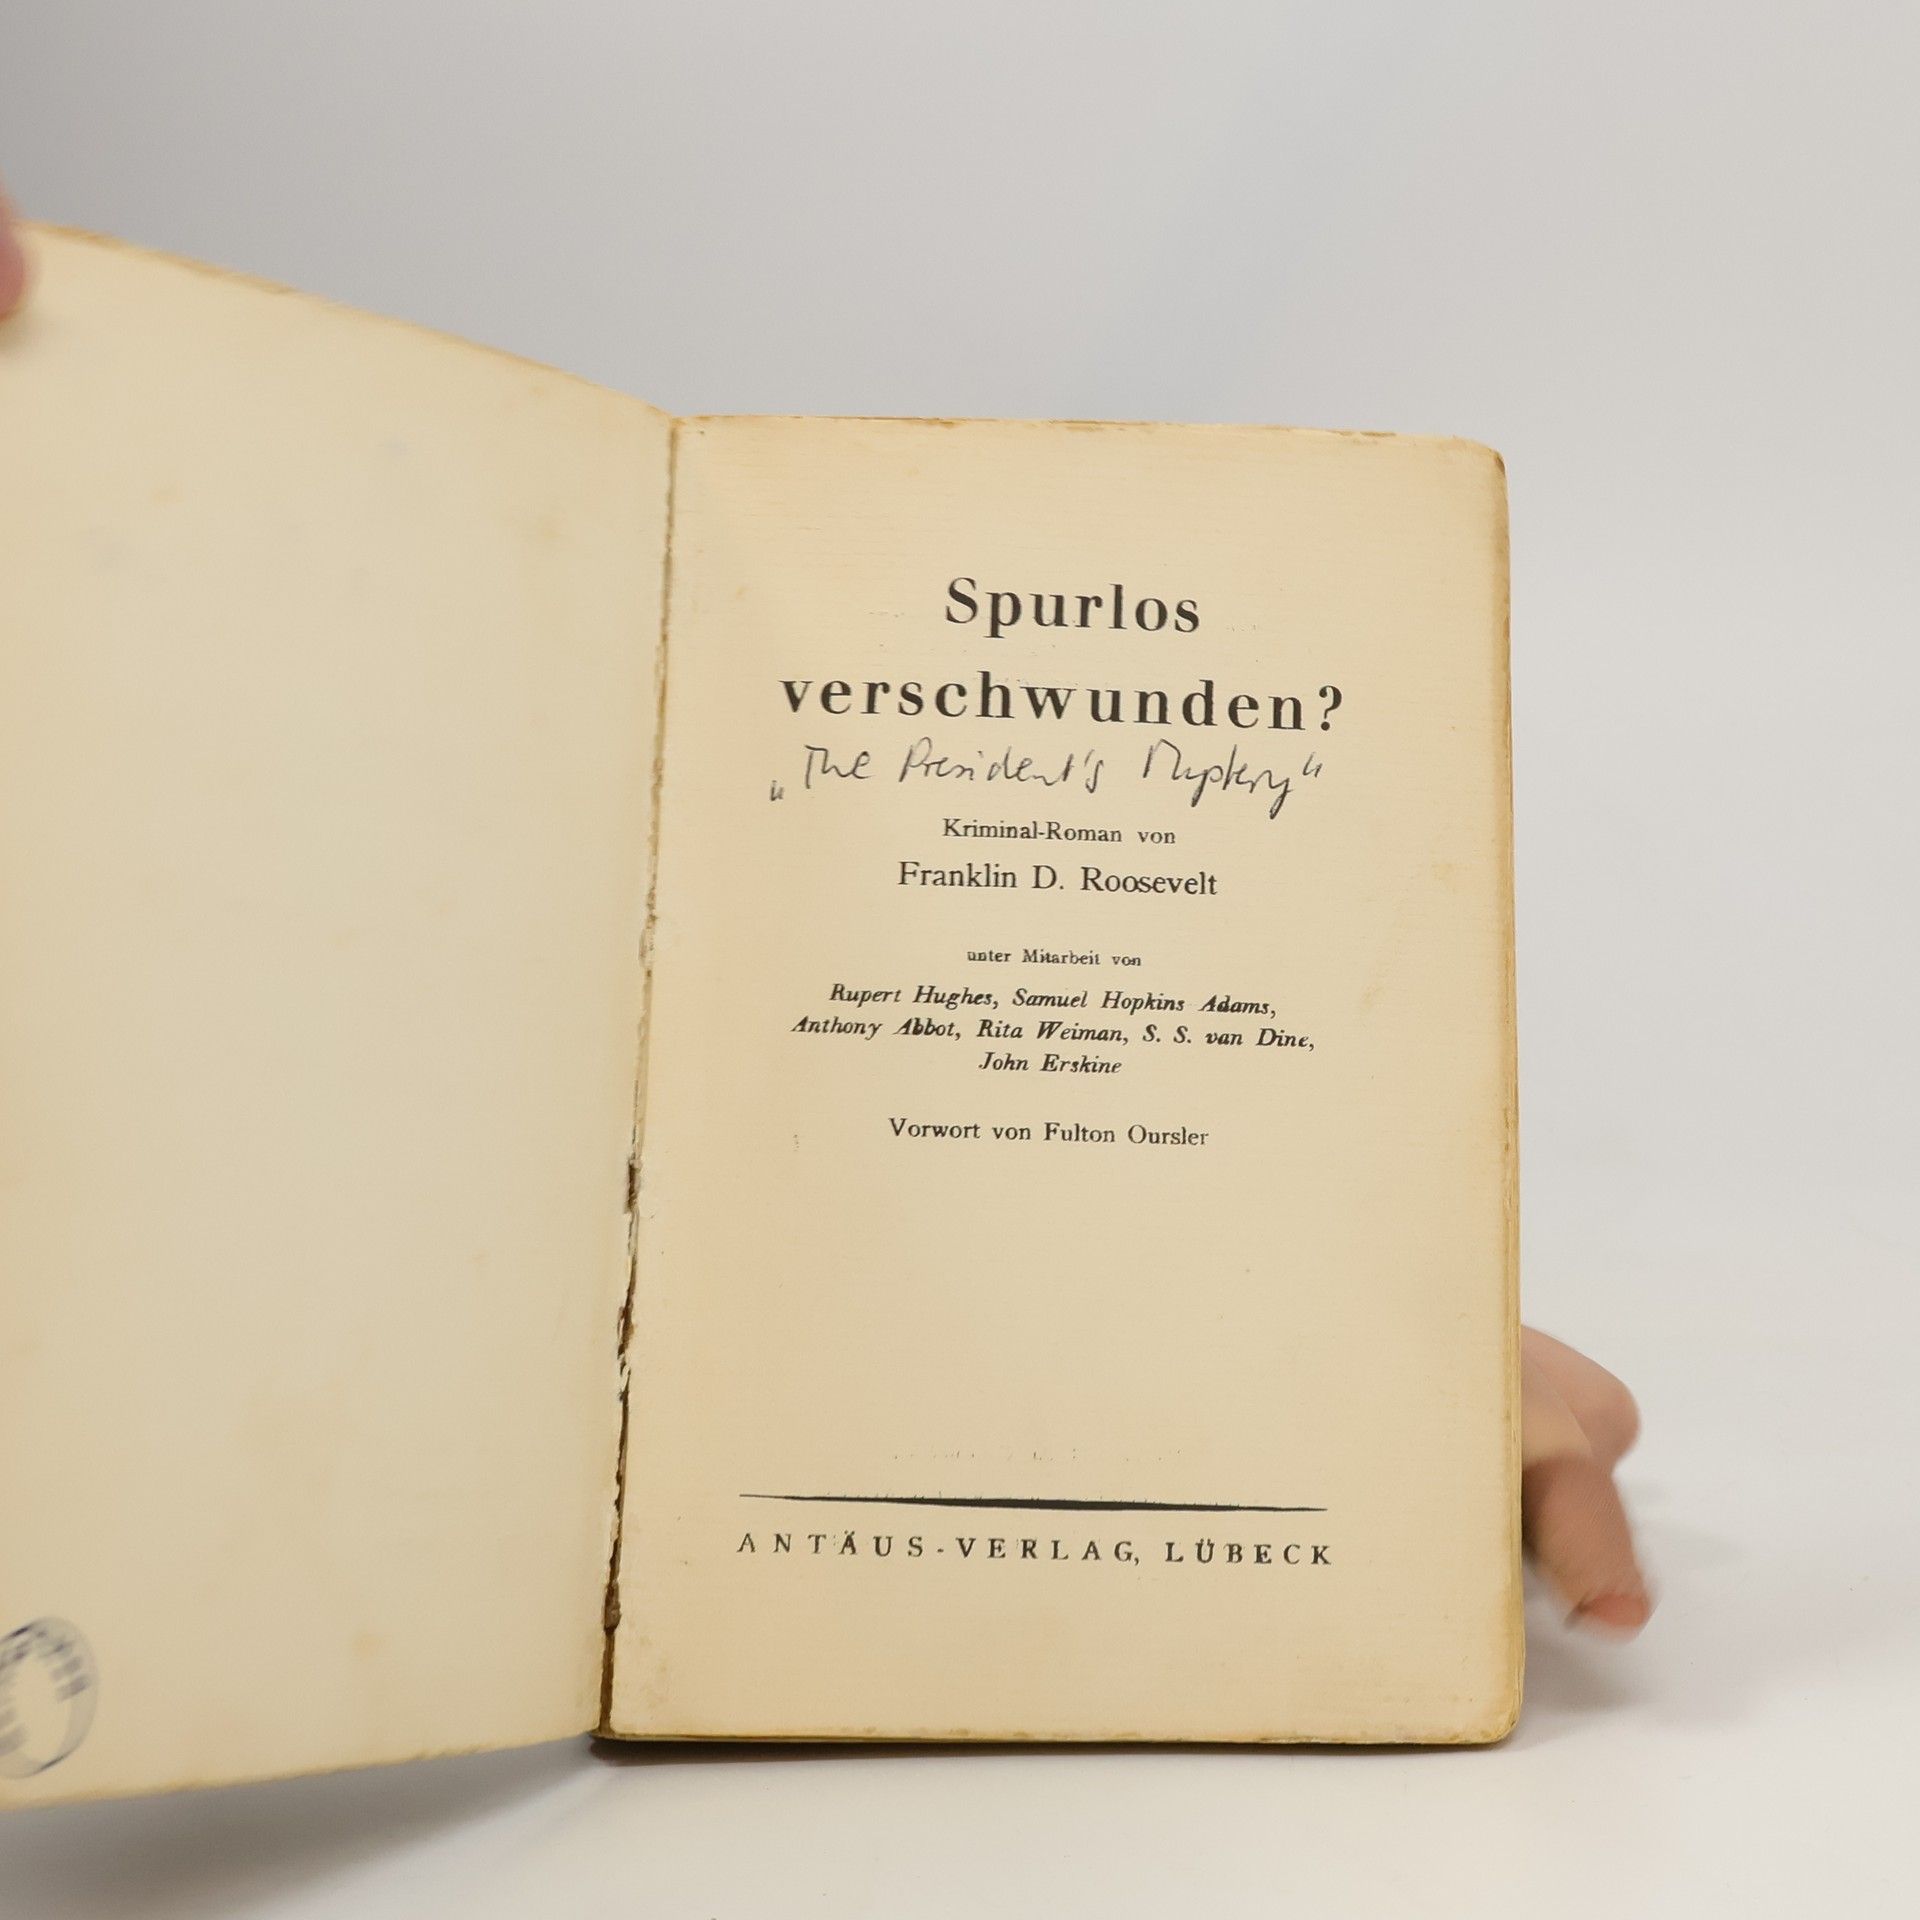 Spurlos
verschwunden?
„The President's Mystery"
Kriminal-Roman von
Franklin D. Roosevelt
unter Mitarbeit von
Rupert Hughes, Samuel Hopkins Adams,
Anthony Abbot, Rita Weiman, S. S. van Dine,
John Erskine
Vorwort von Fulton Oursler
ANTÄUS-VERLAG, LÜBECK